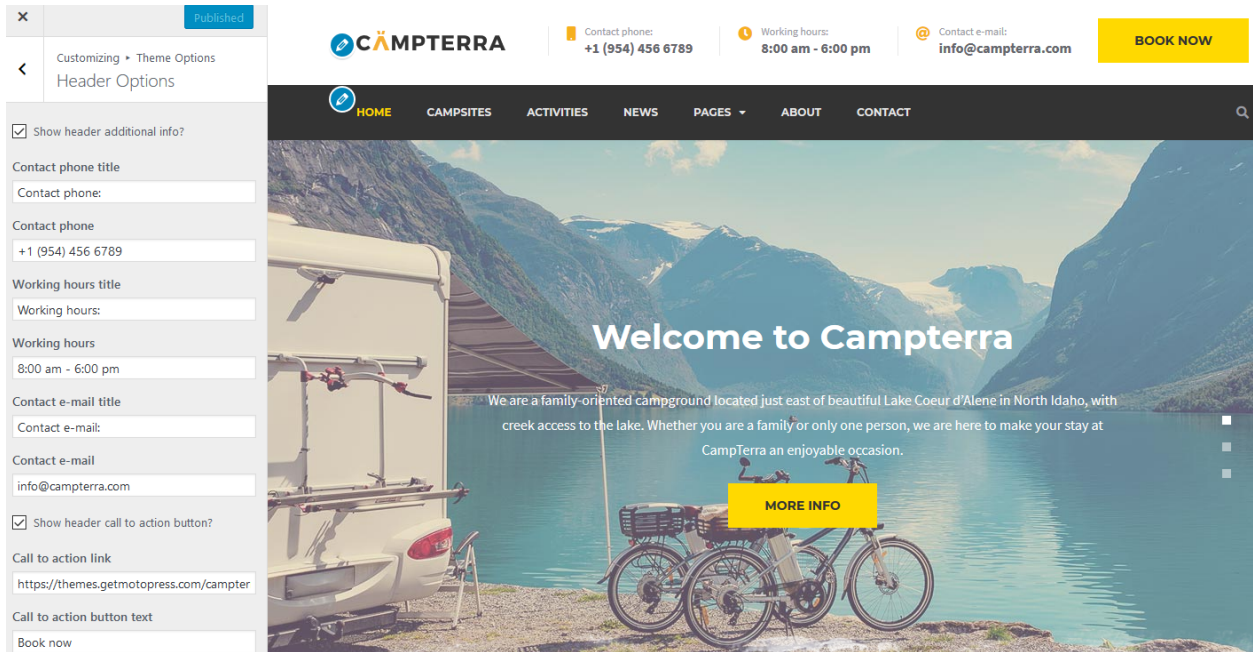 Published
Customizing ▸ Theme Options
Header Options
Show header additional info?
Contact phone title
Contact phone:
Contact phone
+1 (954) 456 6789
Working hours title
Working hours:
Working hours
8:00 am - 6:00 pm
Contact e-mail title
Contact e-mail:
Contact e-mail
info@campterra.com
Show header call to action button?
Call to action link
https://themes.getmotopress.com/campter
Call to action button text
Book now
CAMPTERRA
Contact phone:
+1 (954) 456 6789
Working hours:
8:00 am - 6:00 pm
Contact e-mail:
info@campterra.com
BOOK NOW
HOME CAMPSITES ACTIVITIES NEWS PAGES ABOUT CONTACT
Welcome to Campterra
We are a family-oriented campground located just east of beautiful Lake Coeur d'Alene in North Idaho, with
creek access to the lake. Whether you are a family or only one person, we are here to make your stay at
CampTerra an enjoyable occasion.
MORE INFO